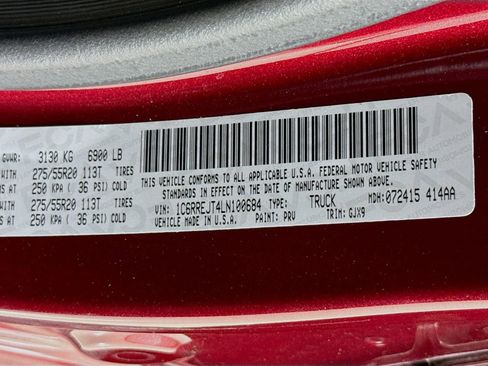 GVWR: 3130 KG 6900 LB
275/55R20 113T TIRES
AT 250 KPA ( 36 PSI) COLD
275/55R20 113T TIRES
AT 250 KPA ( 36 PSI) COLD
THIS VEHICLE CONFORMS TO ALL APPLICABLE U.S.A. FEDERAL MOTOR VEHICLE SAFETY
STANDARDS IN EFFECT ON THE DATE OF MANUFACTURE SHOWN ABOVE.
VIN: 1C6RREJT4LN100684 TYPE: TRUCK MDH: 072415 414AA
VEHICLE MADE IN U.S.A. PAINT: PRV TRIM: GJX9